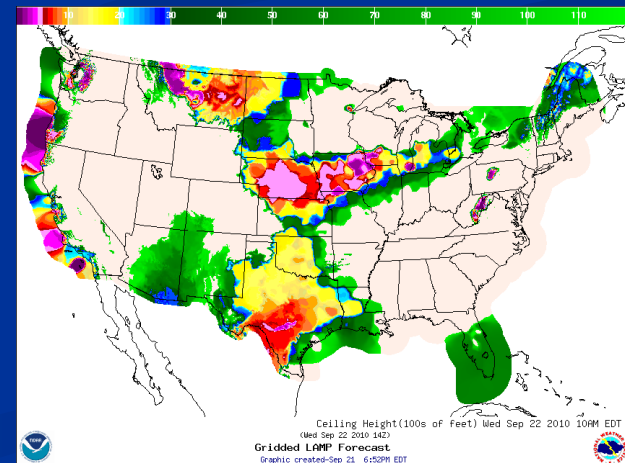 10 20 30 40 50 60 70 80 90 100 110
Ceiling Height(100s of feet) Wed Sep 22 2010 10AM EDT
(Wed Sep 22 2010 14Z)
Gridded LAMP Forecast
Graphic created-Sep 21 6:52PM EDT
NOAA